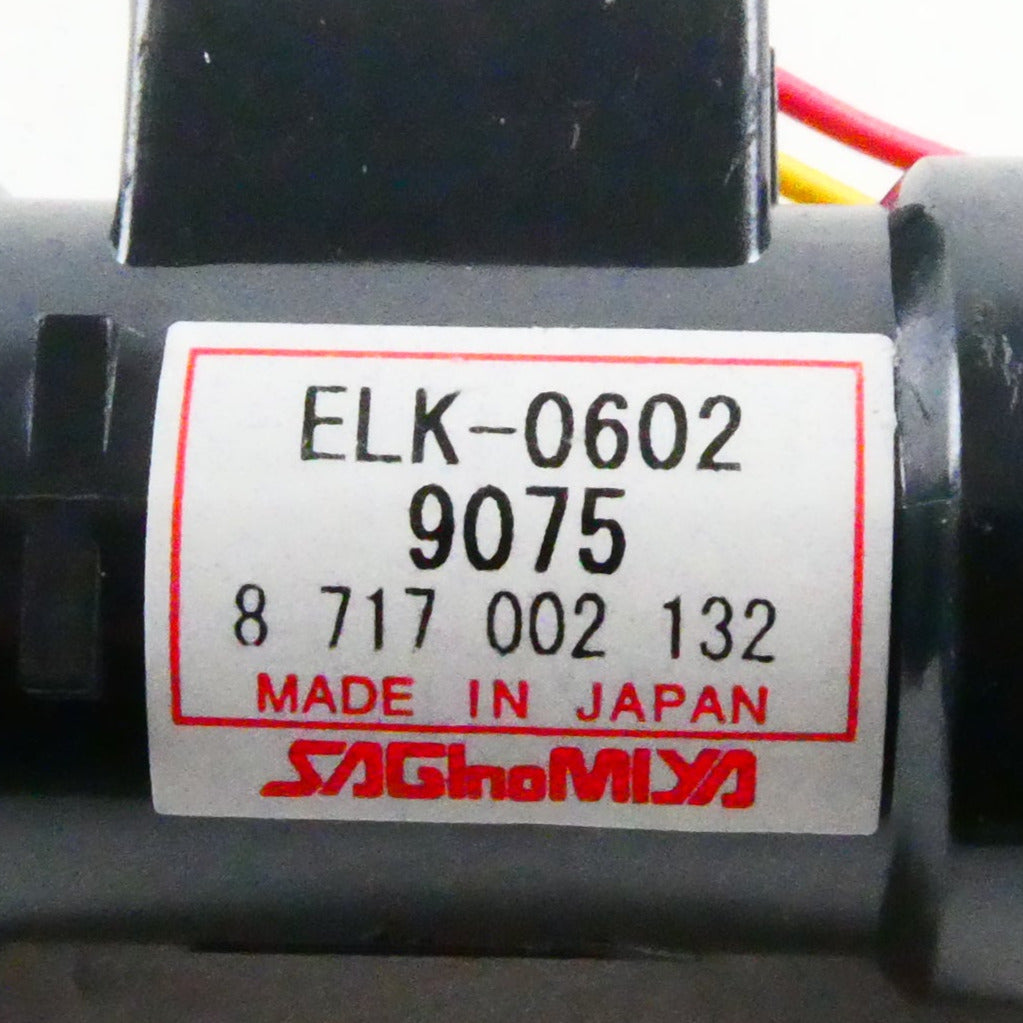 ELK-0602
9075
8 717 002 132
MADE IN JAPAN
SAGInoMIYA